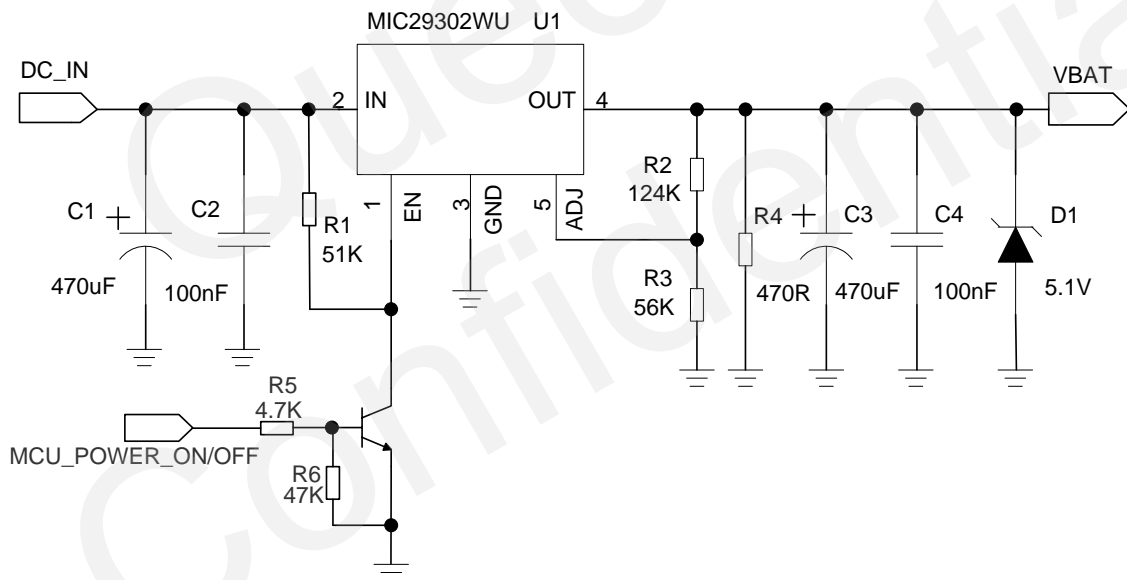 MIC29302WU U1
DC_IN
VBAT
2 IN
OUT 4
1
EN
3
GND
5
ADJ
C1
+
470uF
C2
100nF
R1
51K
R2
124K
R3
56K
R4
470R
+
C3
470uF
C4
100nF
D1
5.1V
R5
4.7K
MCU_POWER_ON/OFF
R6
47K
Quec
Confidentia